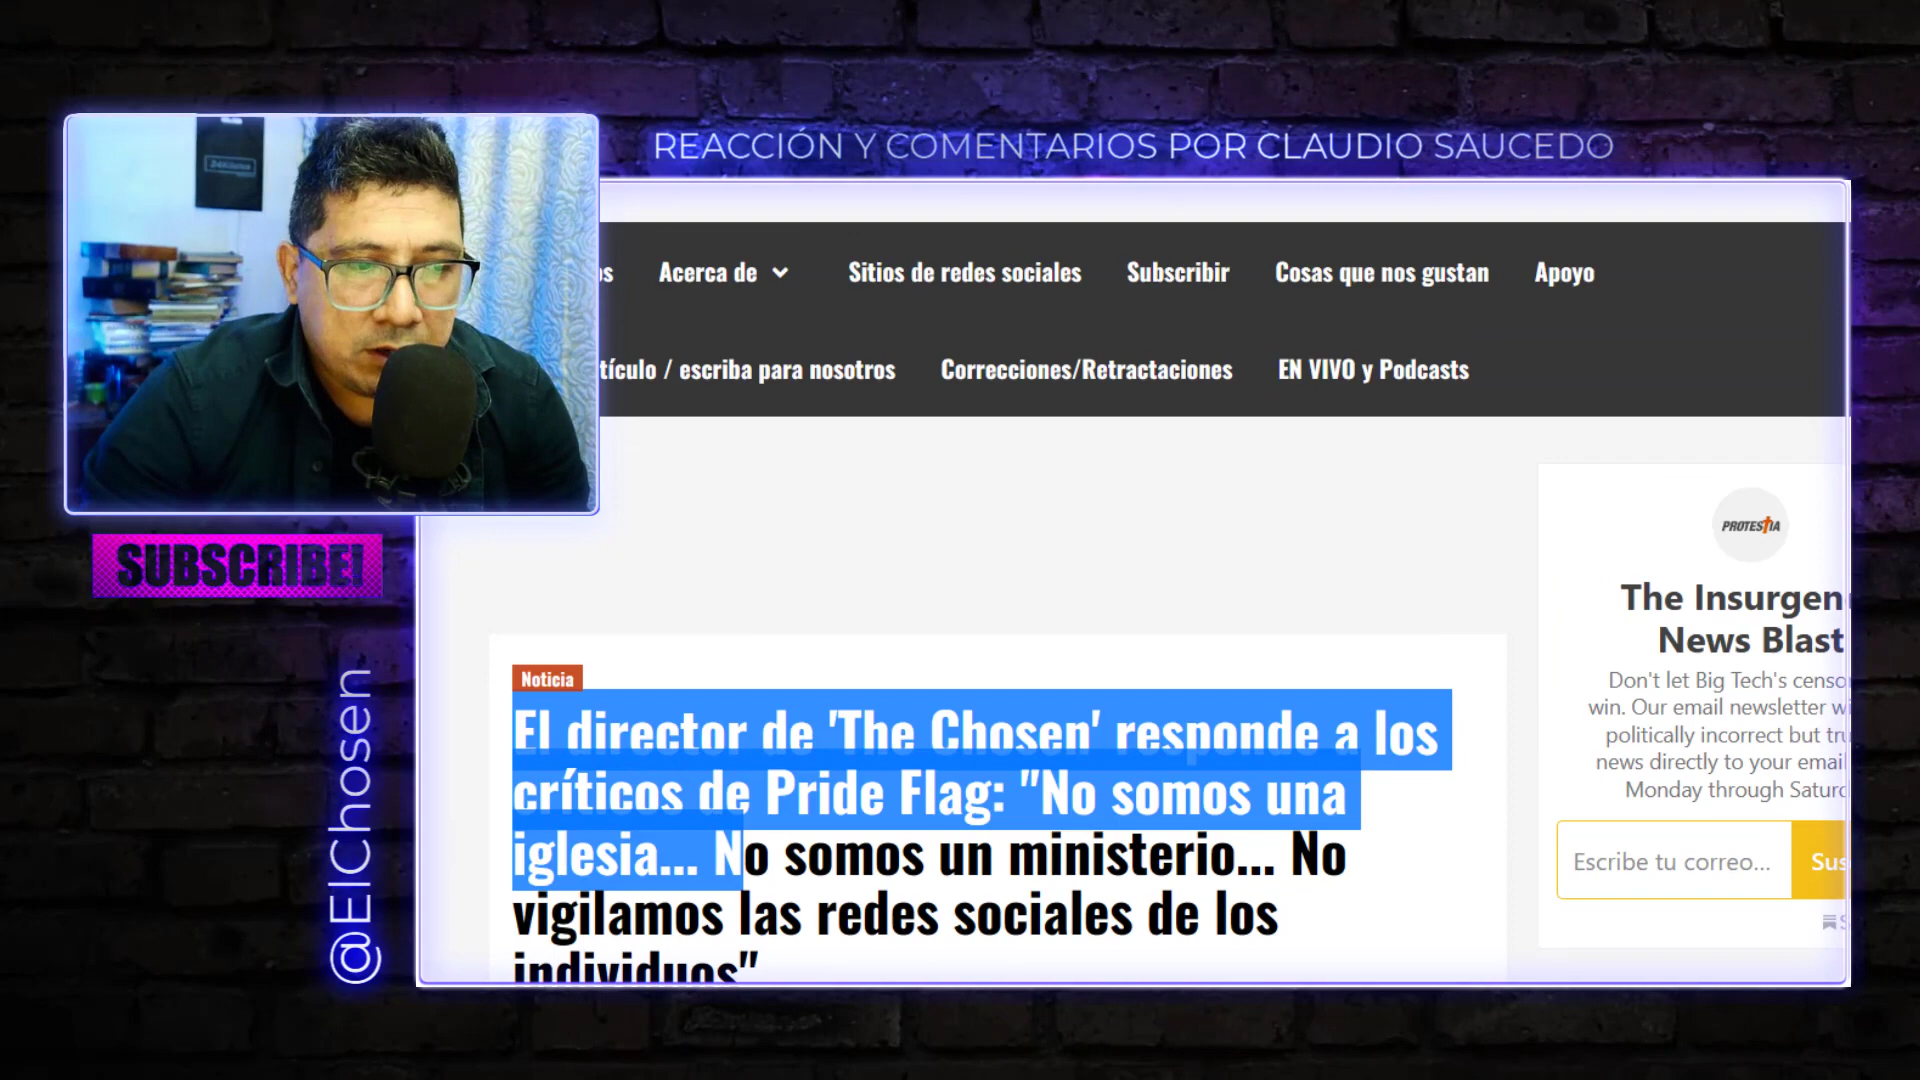 REACCIÓN Y COMENTARIOS POR CLAUDIO SAUCEDO
Acerca de
Sitios de redes sociales
Subscribir
Cosas que nos gustan
Apoyo
/ escriba para nosotros
Correcciones/Retractaciones
EN VIVO y Podcasts
SUBSCRIBE!
@ElChosen
Noticia
El director de 'The Chosen' responde a los
críticos de Pride Flag: "No somos una
iglesia... No somos un ministerio... No
vigilamos las redes sociales de los
individuos"
PROTESTIA
The Insurgen
News Blast
Don't let Big Tech's censo
win. Our email newsletter wi
politically incorrect but tru
news directly to your email
Monday through Saturd
Escribe tu correo...
Sus